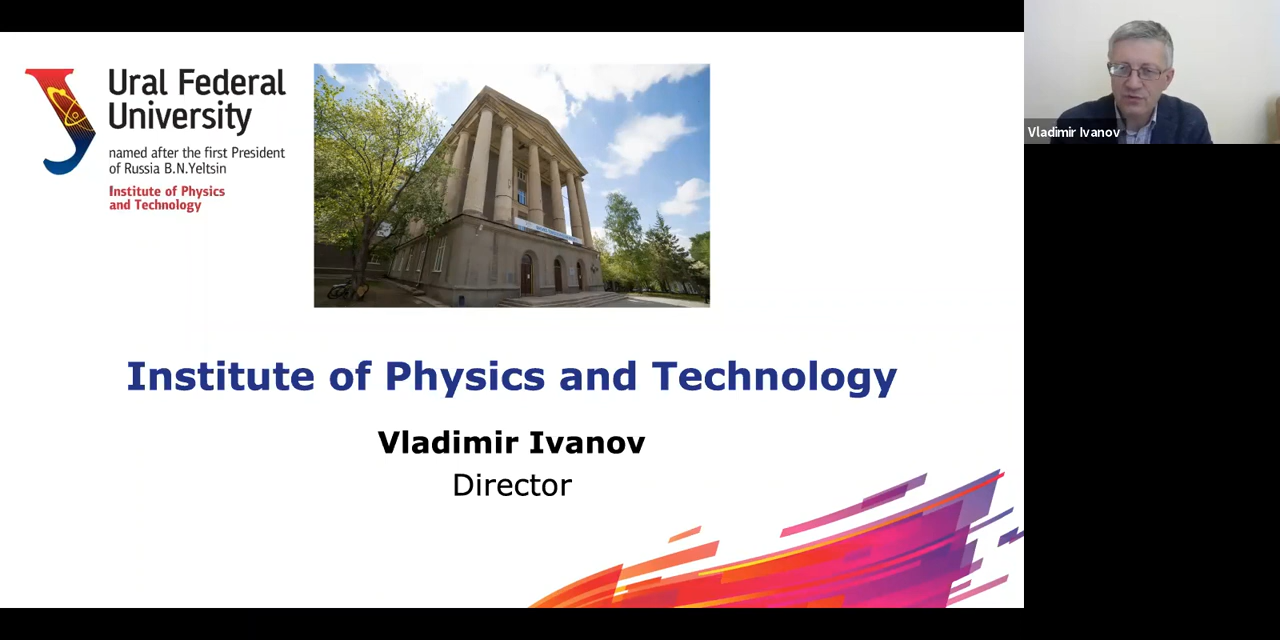 Ural Federal
University
named after the first President
of Russia B.N.Yeltsin
Institute of Physics
and Technology
Vladimir Ivanov
Institute of Physics and Technology
Vladimir Ivanov
Director